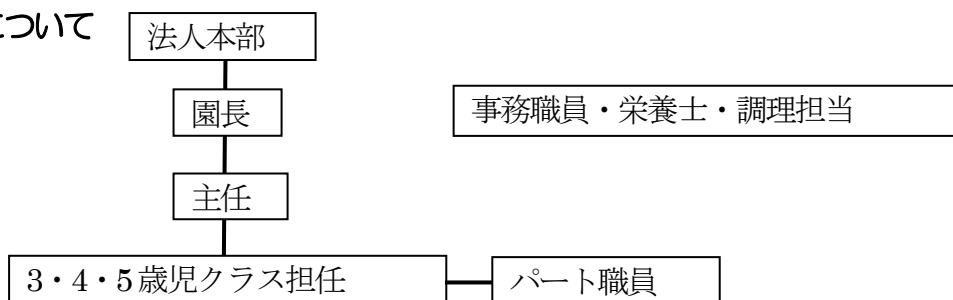 について
法人本部
園長
事務職員・栄養士・調理担当
主任
3・4・5歳児クラス担任
パート職員